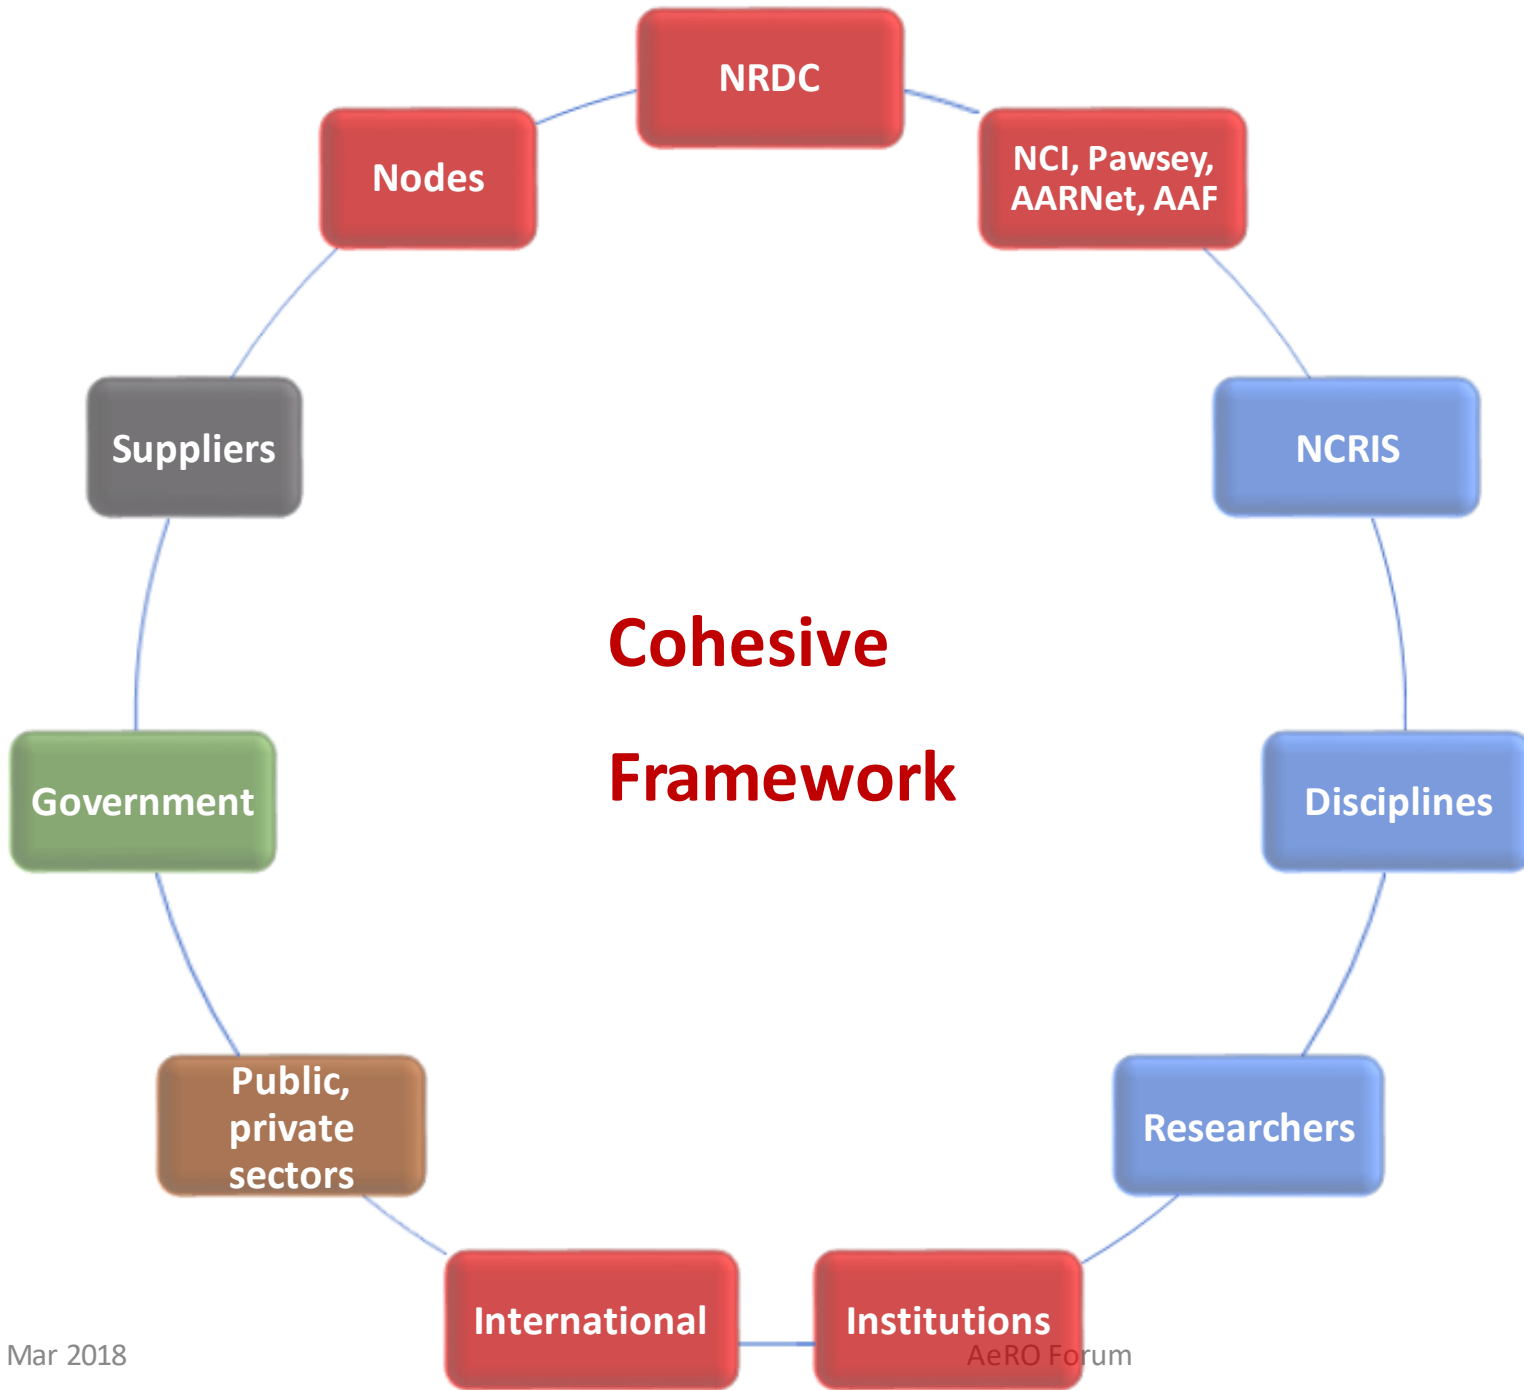 NRDC
Nodes
NCI, Pawsey,
AARNet, AAF
Suppliers
NCRIS
Cohesive
Framework
Government
Disciplines
Public,
private
sectors
Researchers
International
Institutions
Mar 2018
AeRO Forum